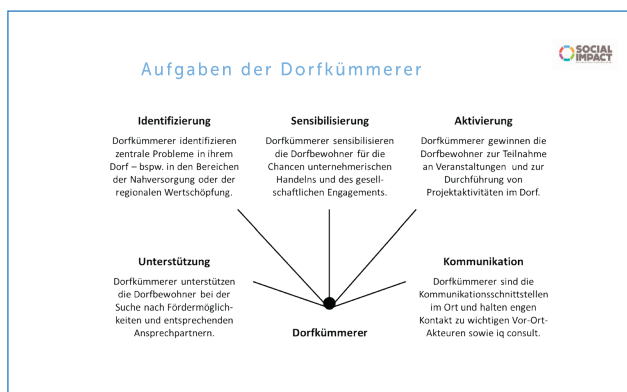 Aufgaben der Dorfkümmerer
SOCIAL
IMPACT
Identifizierung
Dorfkümmerer identifizieren
zentrale Probleme in ihrem
Dorf – bspw. in den Bereichen
der Nahversorgung oder der
regionalen Wertschöpfung.
Sensibilisierung
Dorfkümmerer sensibilisieren
die Dorfbewohner für die
Chancen unternehmerischen
Handelns und des gesell-
schaftlichen Engagements.
Aktivierung
Dorfkümmerer gewinnen die
Dorfbewohner zur Teilnahme
an Veranstaltungen und zur
Durchführung von
Projektaktivitäten im Dorf.
Unterstützung
Dorfkümmerer unterstützen
die Dorfbewohner bei der
Suche nach Fördermöglich-
keiten und entsprechenden
Ansprechpartnern.
Kommunikation
Dorfkümmerer sind die
Kommunikationsschnittstellen
im Ort und halten engen
Kontakt zu wichtigen Vor-Ort-
Akteuren sowie iq consult.
Dorfkümmerer